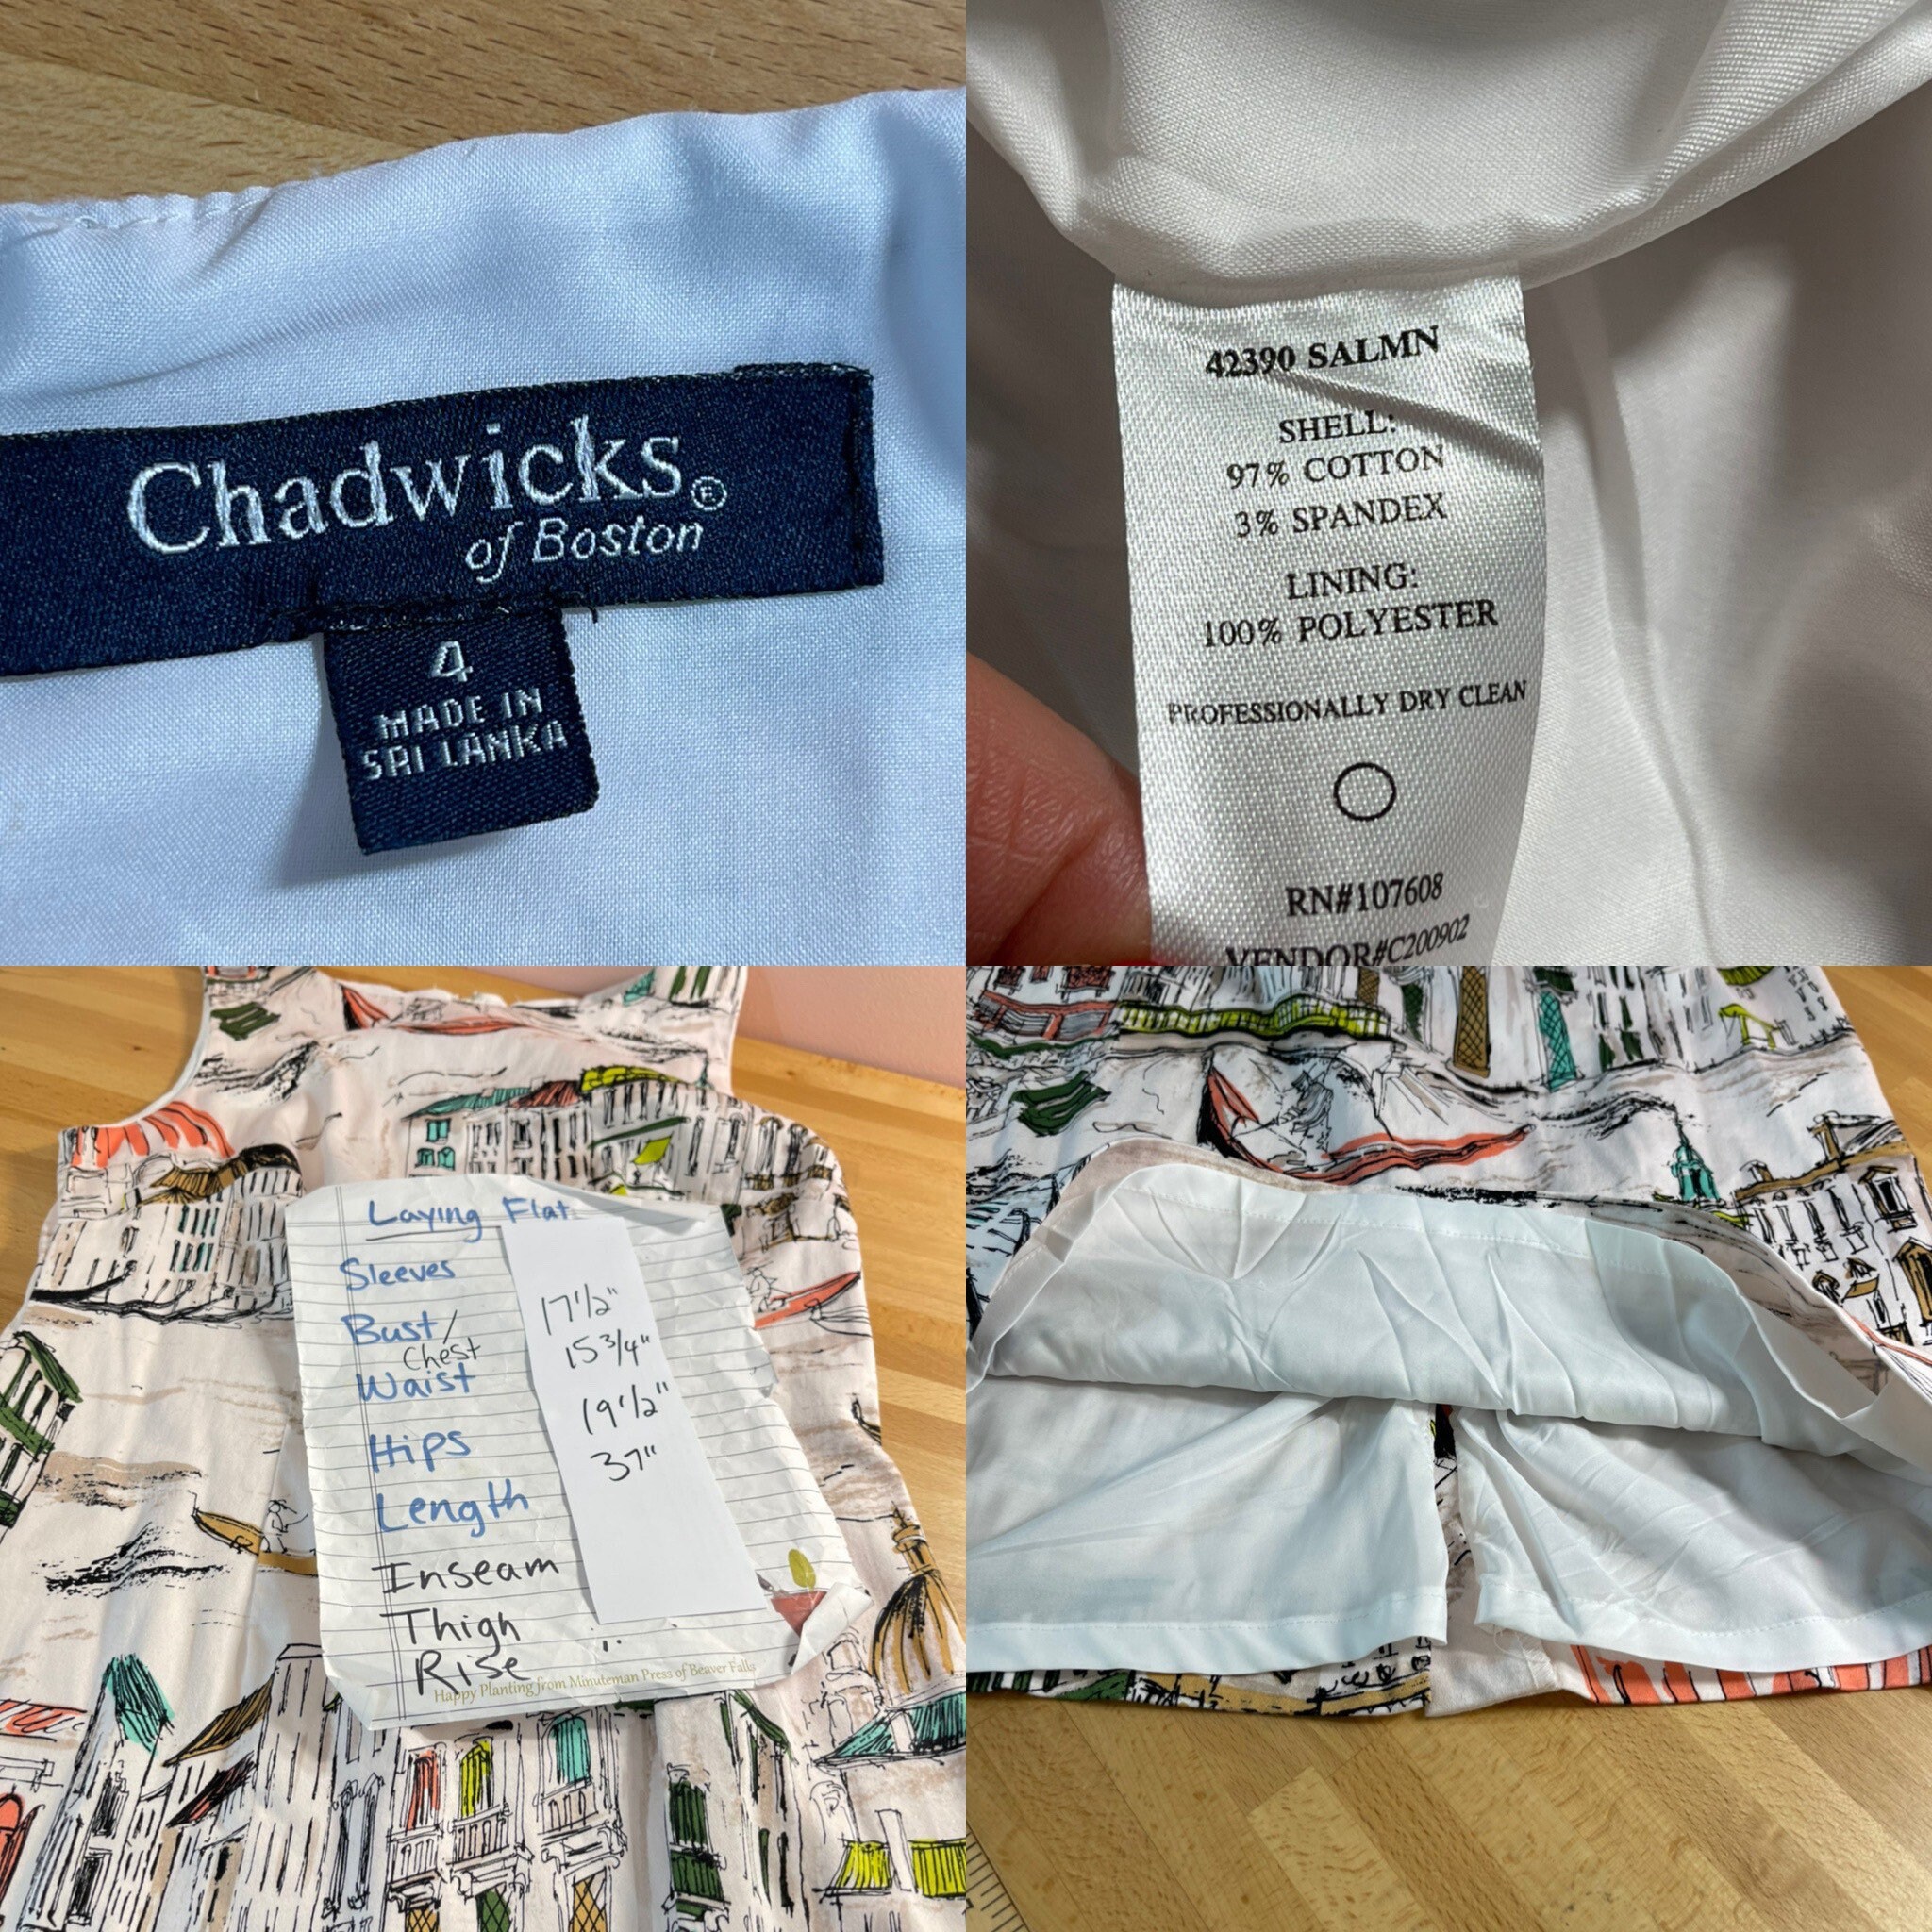 Chadwicks®
of Boston
4
MADE IN
SRI LANKA
42390 SALMN
SHELL:
97% COTTON
3% SPANDEX
LINING:
100% POLYESTER
PROFESSIONALLY DRY CLEAN
RN#107608
VENDOR#C200902
Laying Flat
Sleeves
Bust/
Chest
17 1/2"
Waist
15 3/4"
Hips
19 1/2"
Length
37"
Inseam
Thigh
Rise
Happy Planting from Minuteman Press of Beaver Falls